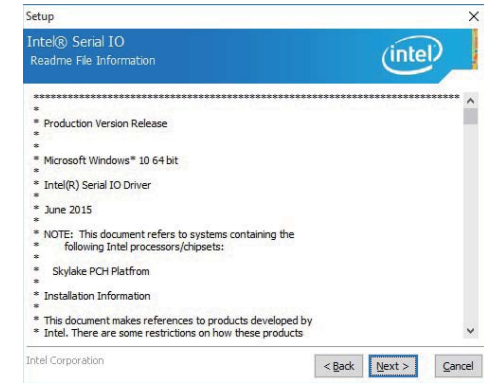 Setup
Intel® Serial IO
Readme File Information
intel
*******************************************************************************
*
* Production Version Release
*
*
* Microsoft Windows* 10 64 bit
*
* Intel(R) Serial IO Driver
*
* June 2015
*
* NOTE: This document refers to systems containing the
* following Intel processors/chipsets:
*
* Skylake PCH Platfrom
*
* Installation Information
*
* This document makes references to products developed by
* Intel. There are some restrictions on how these products
Intel Corporation
< Back Next > Cancel